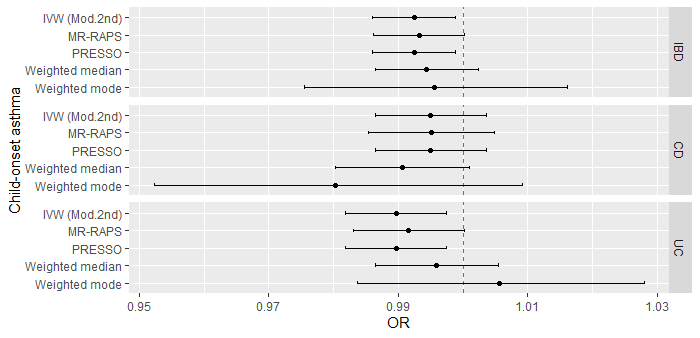 Child-onset asthma
IVW (Mod.2nd)
MR-RAPS
PRESSO
Weighted median
Weighted mode
IBD
IVW (Mod.2nd)
MR-RAPS
PRESSO
Weighted median
Weighted mode
CD
IVW (Mod.2nd)
MR-RAPS
PRESSO
Weighted median
Weighted mode
UC
0.95 0.97 0.99 1.01 1.03
OR